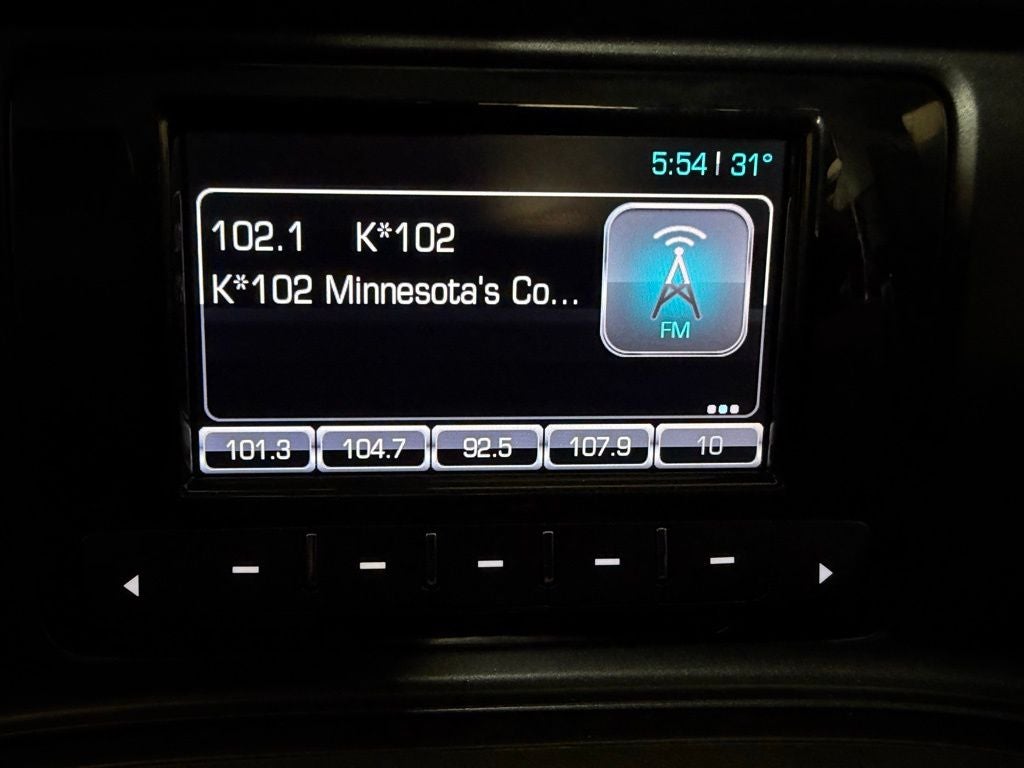 5:54 | 31°
102.1 K*102
K*102 Minnesota's Co...
FM
101.3 104.7 92.5 107.9 10